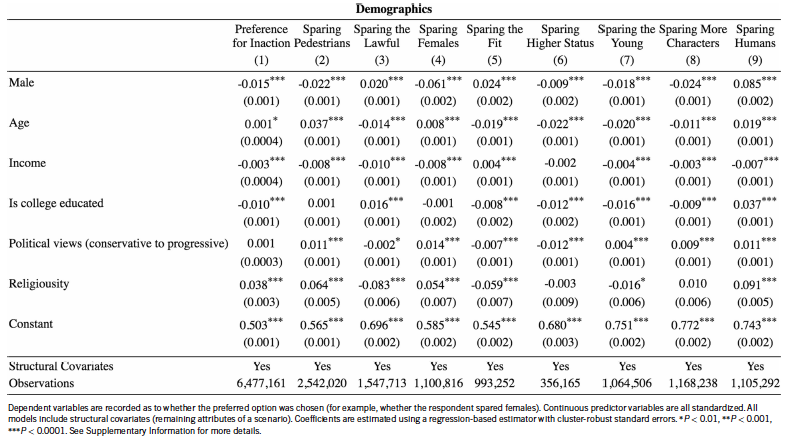 Demographics
Preference Sparing Sparing the Sparing Sparing the Sparing Sparing the Sparing More Sparing
for Inaction Pedestrians Lawful Females Fit Higher Status Young Characters Humans
(1) (2) (3) (4) (5) (6) (7) (8) (9)
Male -0.015*** -0.022*** 0.020*** -0.061*** 0.024*** -0.009*** -0.018*** -0.024*** 0.085***
(0.001) (0.001) (0.001) (0.002) (0.002) (0.002) (0.001) (0.001) (0.002)
Age 0.001* 0.037*** -0.014*** 0.008*** -0.019*** -0.022*** -0.020*** -0.011*** 0.019***
(0.0004) (0.001) (0.001) (0.001) (0.001) (0.001) (0.001) (0.001) (0.001)
Income -0.003*** -0.008*** -0.010*** -0.008*** 0.004*** -0.002 -0.004*** -0.003*** -0.007***
(0.0004) (0.001) (0.001) (0.001) (0.001) (0.001) (0.001) (0.001) (0.001)
Is college educated -0.010*** 0.001 0.016*** -0.001 -0.008*** -0.012*** -0.016*** -0.009*** 0.037***
(0.001) (0.001) (0.001) (0.002) (0.002) (0.002) (0.001) (0.001) (0.001)
Political views (conservative to progressive) 0.001 0.011*** -0.002* 0.014*** -0.007*** -0.012*** 0.004*** 0.009*** 0.011***
(0.0003) (0.001) (0.001) (0.001) (0.001) (0.001) (0.001) (0.001) (0.001)
Religiousity 0.038*** 0.064*** -0.083*** 0.054*** -0.059*** -0.003 -0.016* 0.010 0.091***
(0.003) (0.005) (0.006) (0.007) (0.007) (0.009) (0.006) (0.006) (0.005)
Constant 0.503*** 0.565*** 0.696*** 0.585*** 0.545*** 0.680*** 0.751*** 0.772*** 0.743***
(0.001) (0.001) (0.002) (0.002) (0.002) (0.003) (0.002) (0.002) (0.002)
Structural Covariates Yes Yes Yes Yes Yes Yes Yes Yes Yes
Observations 6,477,161 2,542,020 1,547,713 1,100,816 993,252 356,165 1,064,506 1,168,238 1,105,292
Dependent variables are recorded as to whether the preferred option was chosen (for example, whether the respondent spared females). Continuous predictor variables are all standardized. All
models include structural covariates (remaining attributes of a scenario). Coefficients are estimated using a regression-based estimator with cluster-robust standard errors. *P < 0.01, **P < 0.001,
***P < 0.0001. See Supplementary Information for more details.